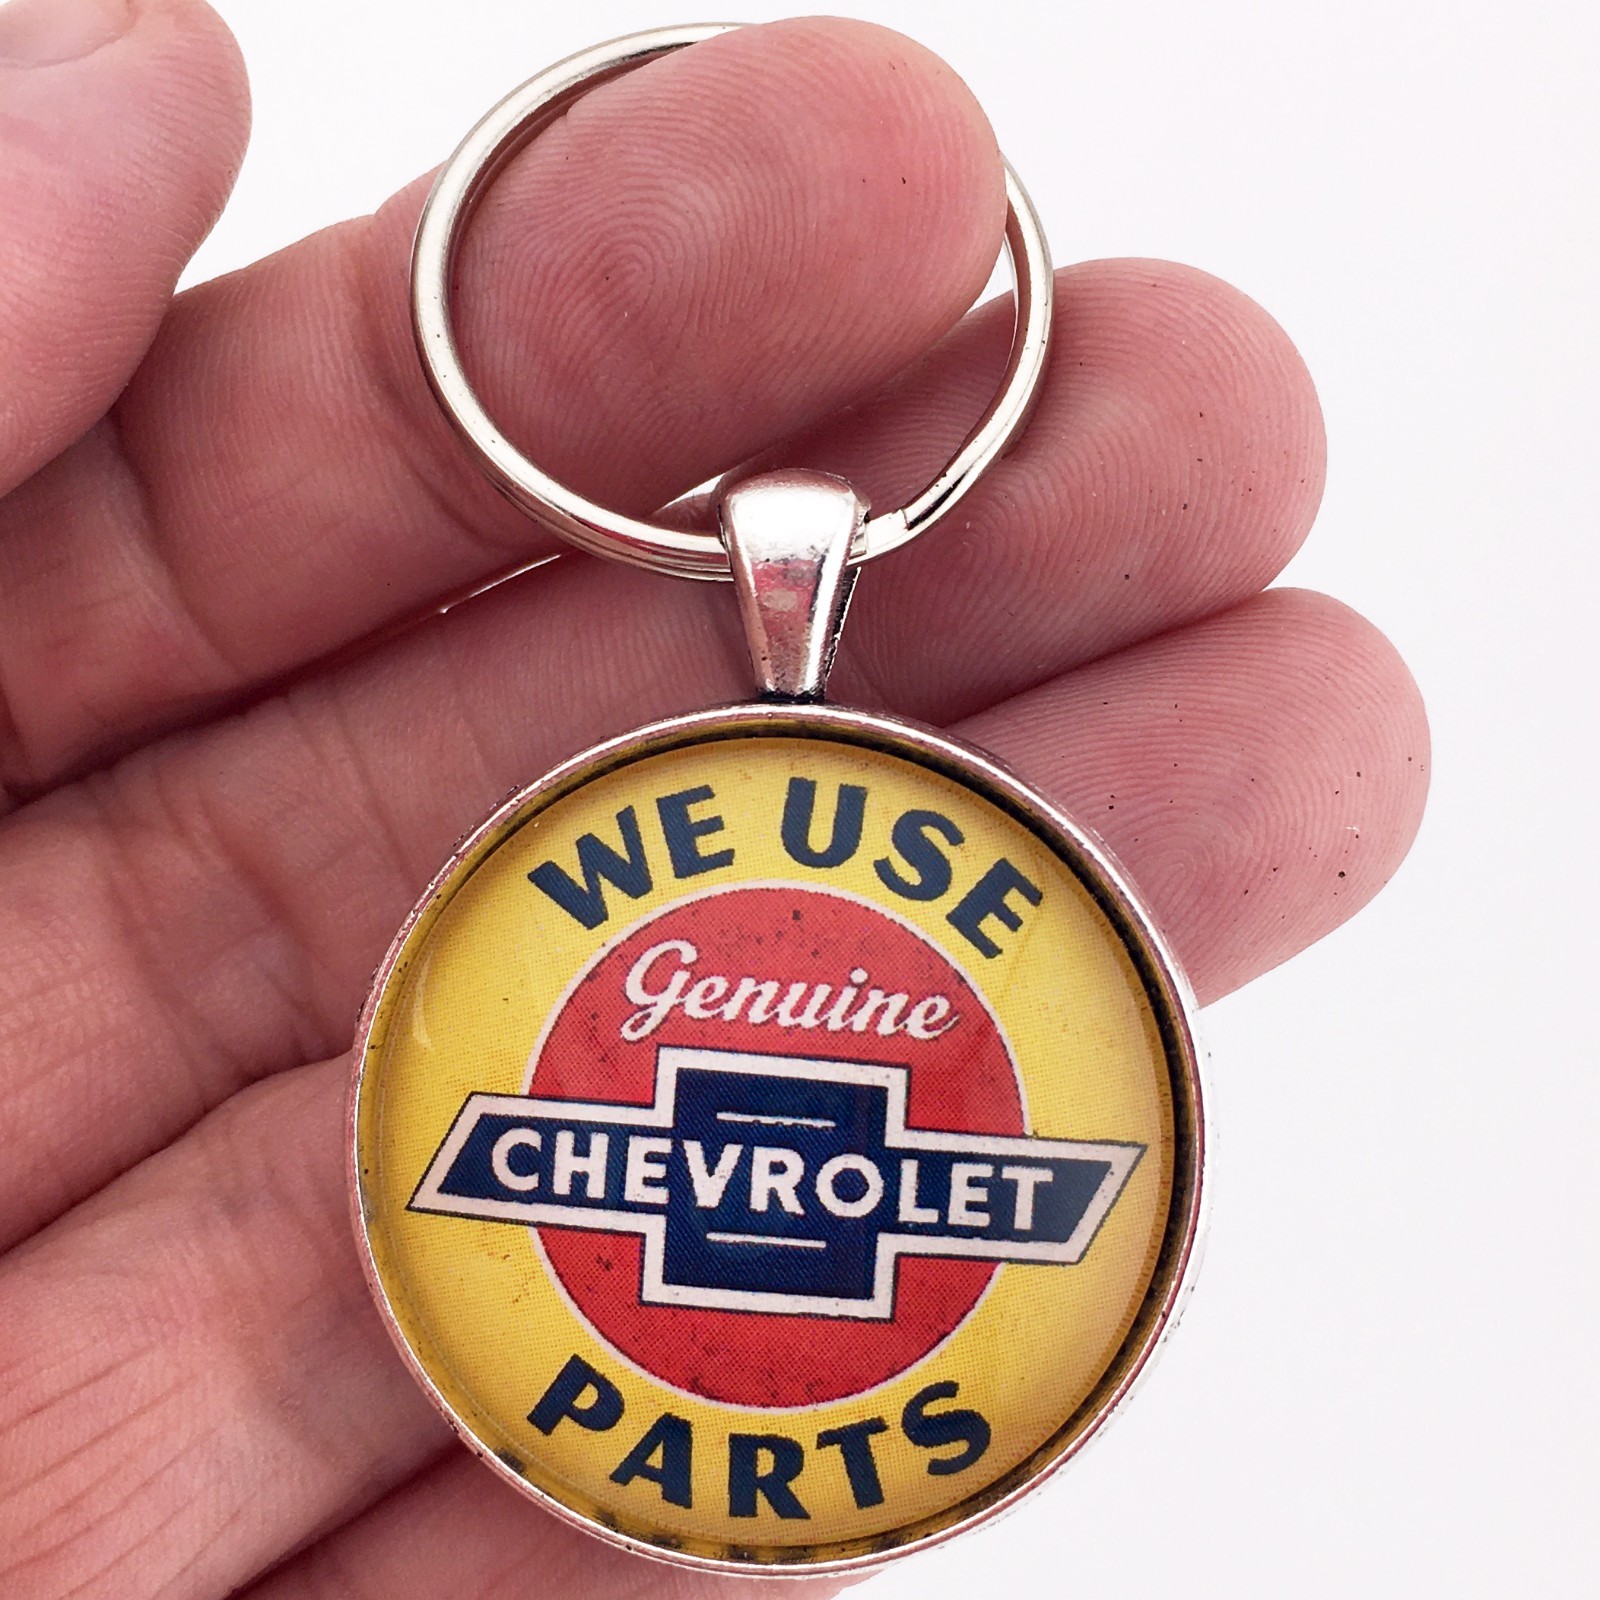 WE USE
Genuine
CHEVROLET
PARTS